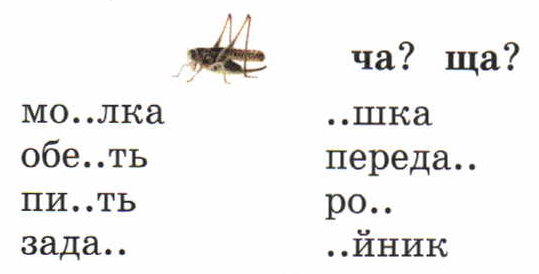 ча? ща?
мо..лка ..шка
обе..ть переда..
пи..ть ро..
зада.. ..йник